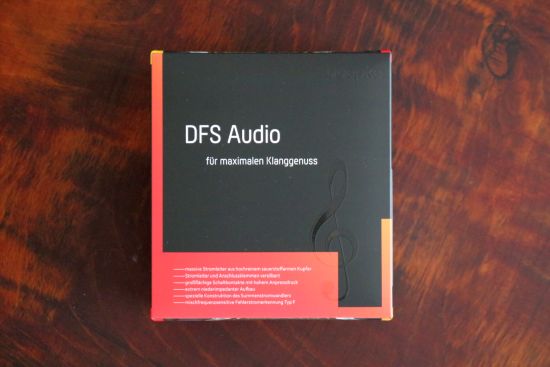 DFS Audio
für maximalen Klanggenuss
massive Stromleiter aus hochreinem sauerstoffarmen Kupfer
Stromleiter und Anschlussklemmen versilbert
großflächige Schaltkontakte mit hohem Anpressdruck
extrem niederimpedanter Aufbau
spezielle Konstruktion des Summenstromwandlers
mischfrequenzsensitive Fehlerstromerkennung Typ F